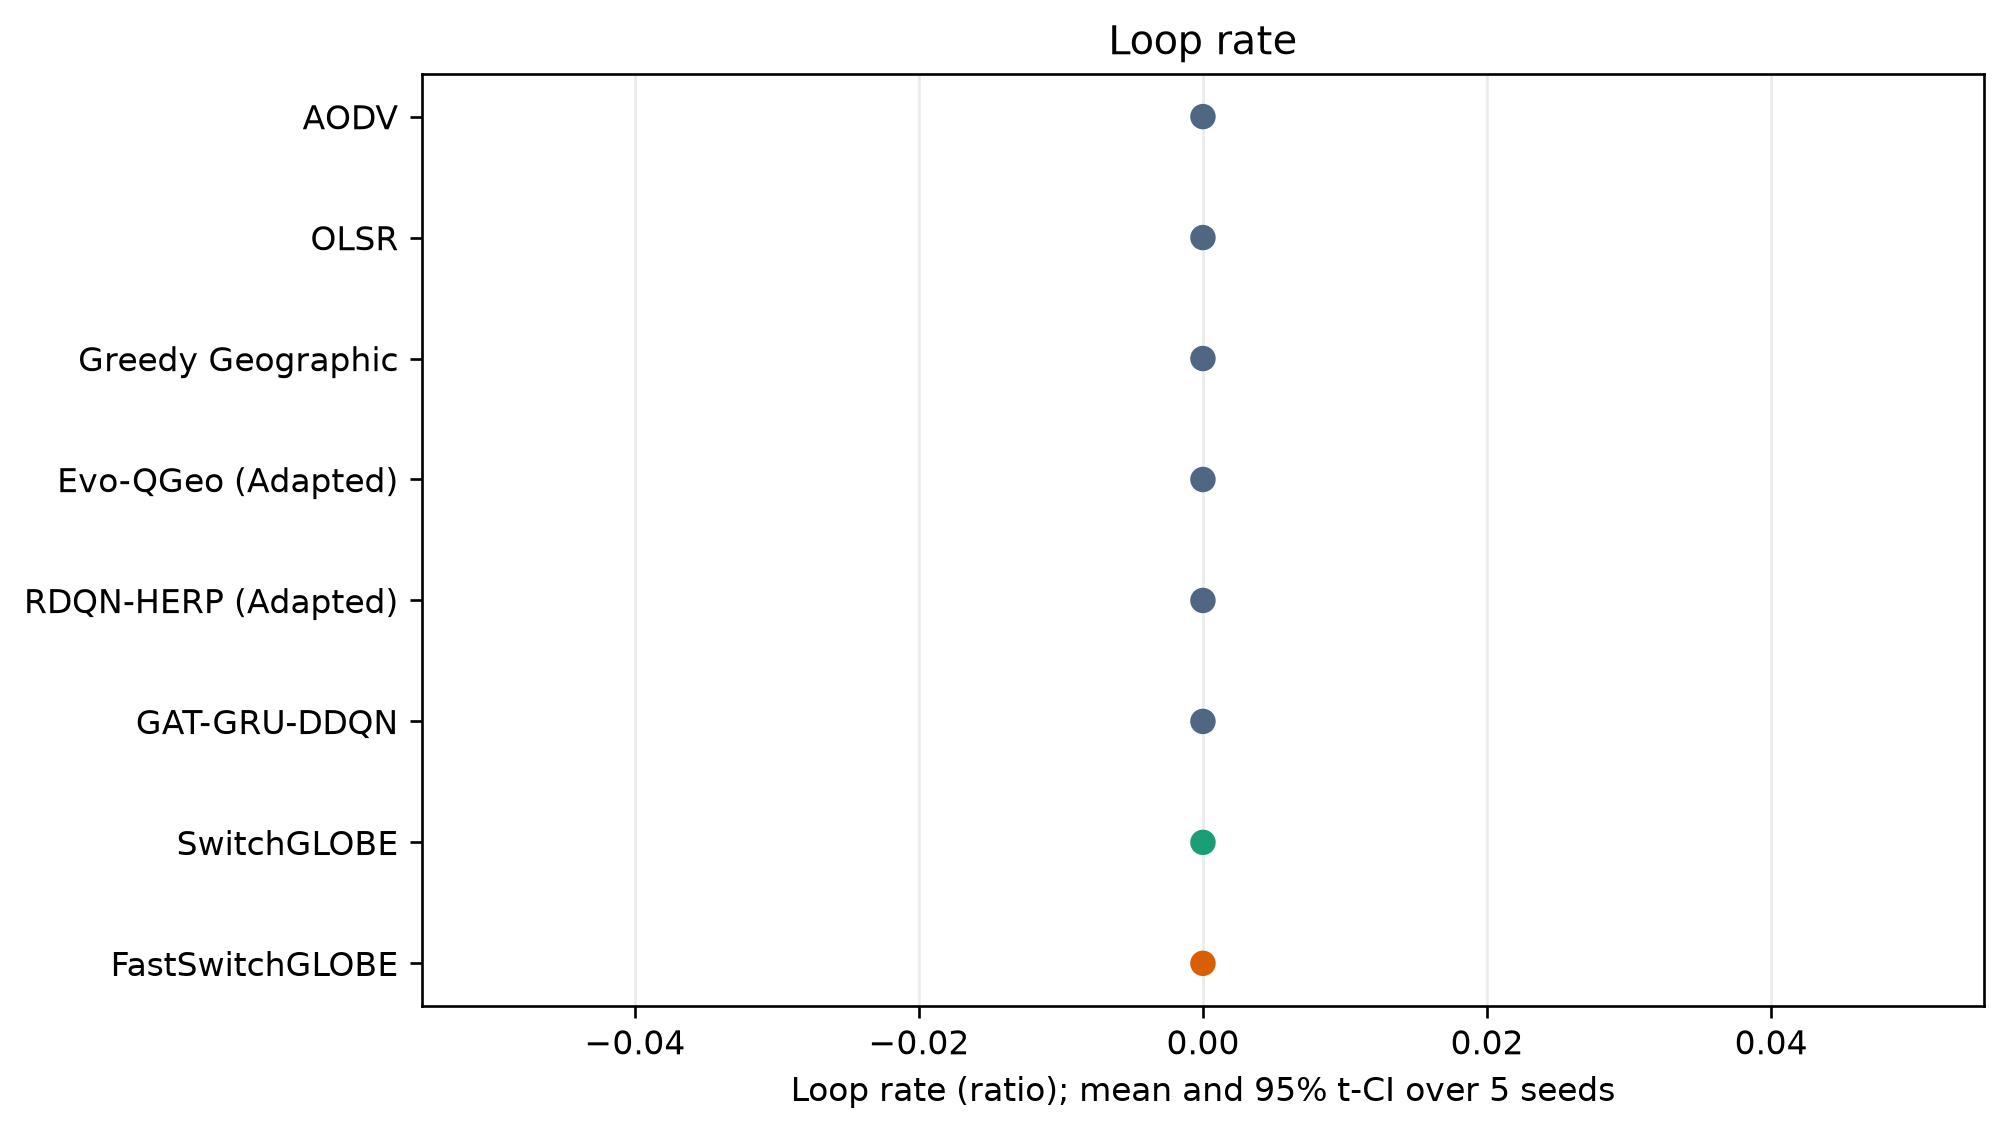 Loop rate
AODV
OLSR
Greedy Geographic
Evo-QGeo (Adapted)
RDQN-HERP (Adapted)
GAT-GRU-DDQN
SwitchGLOBE
FastSwitchGLOBE
−0.04 −0.02 0.00 0.02 0.04
Loop rate (ratio); mean and 95% t-CI over 5 seeds